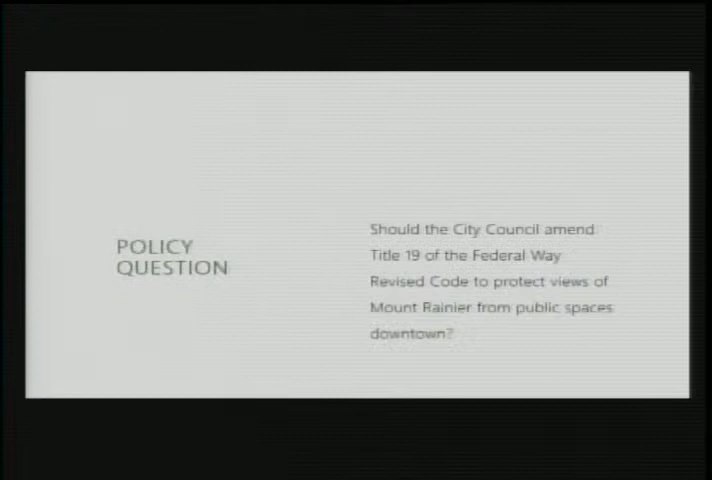 POLICY
QUESTION
Should the City Council amend
Title 19 of the Federal Way
Revised Code to protect views of
Mount Rainier from public spaces
downtown?